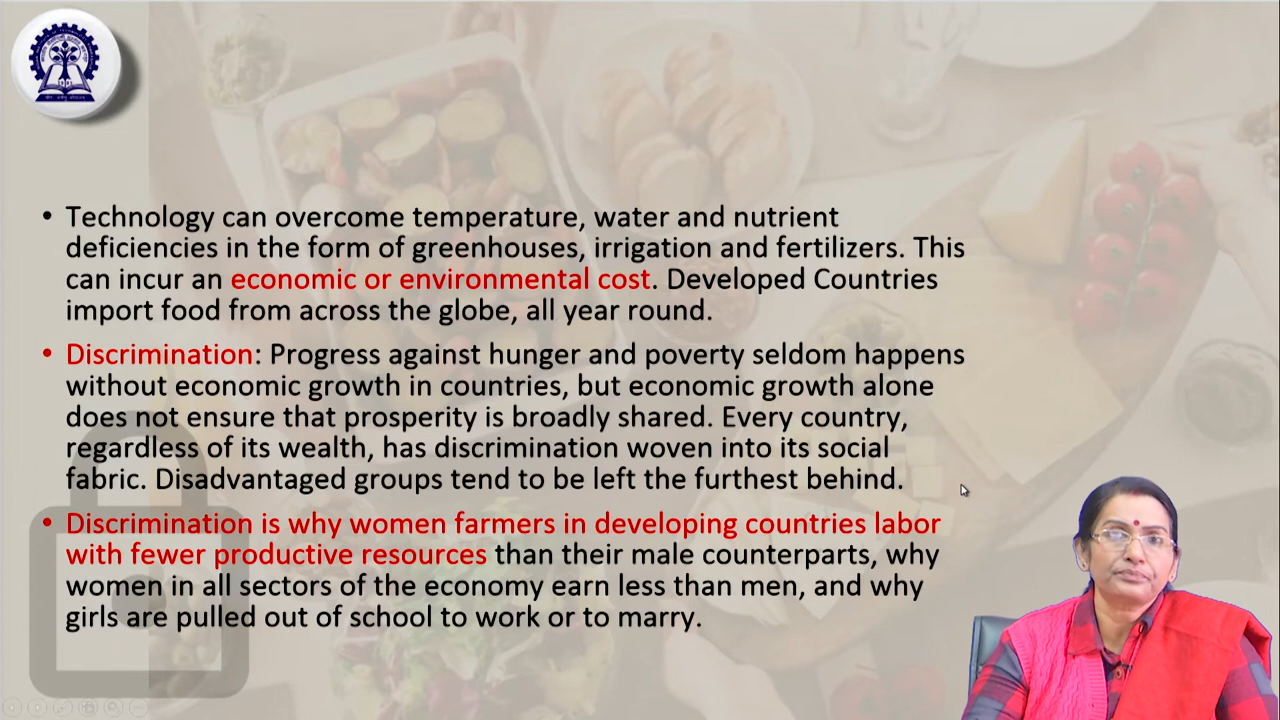 • Technology can overcome temperature, water and nutrient
deficiencies in the form of greenhouses, irrigation and fertilizers. This
can incur an economic or environmental cost. Developed Countries
import food from across the globe, all year round.
• Discrimination: Progress against hunger and poverty seldom happens
without economic growth in countries, but economic growth alone
does not ensure that prosperity is broadly shared. Every country,
regardless of its wealth, has discrimination woven into its social
fabric. Disadvantaged groups tend to be left the furthest behind.
• Discrimination is why women farmers in developing countries labor
with fewer productive resources than their male counterparts, why
women in all sectors of the economy earn less than men, and why
girls are pulled out of school to work or to marry.